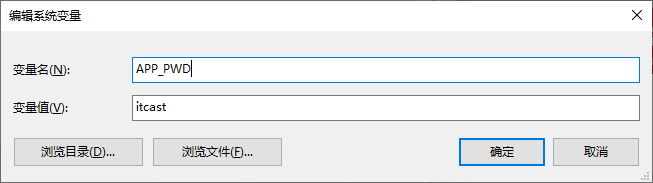 编辑系统变量
变量名(N): APP_PWD
变量值(V): itcast
浏览目录(D)... 浏览文件(F)... 确定 取消